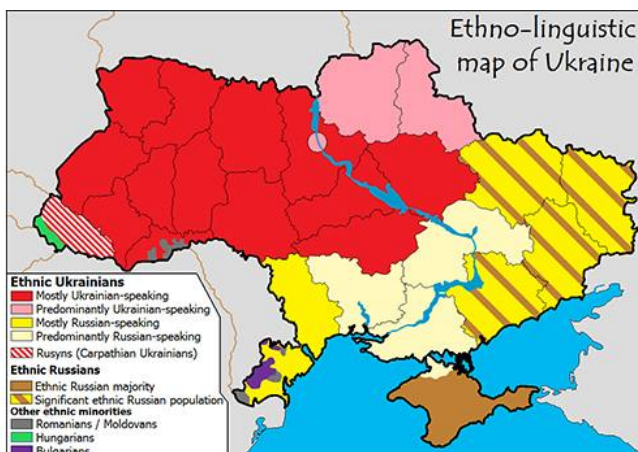 Ethno-linguistic
map of Ukraine
Ethnic Ukrainians
Mostly Ukrainian-speaking
Predominantly Ukrainian-speaking
Mostly Russian-speaking
Predominantly Russian-speaking
Rusyns (Carpathian Ukrainians)
Ethnic Russians
Ethnic Russian majority
Significant ethnic Russian population
Other ethnic minorities
Romanians / Moldovans
Hungarians
Bulgarians